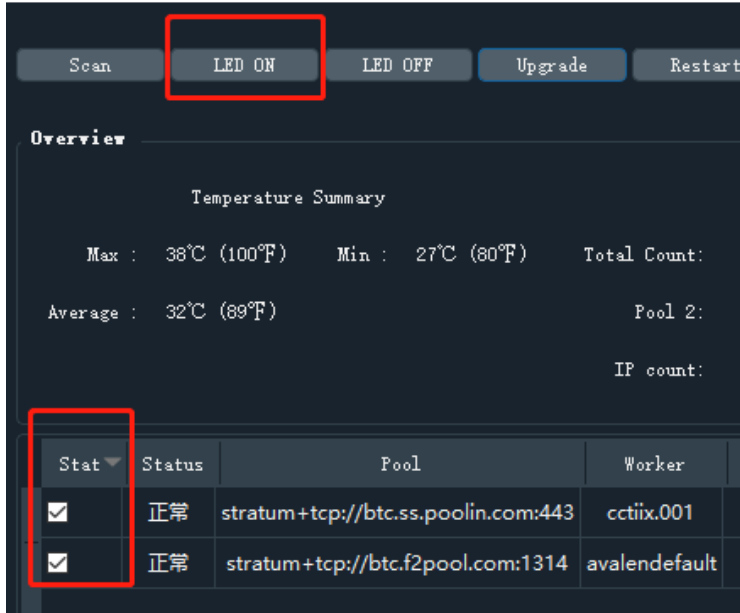 Scan LED ON LED OFF Upgrade Restart
Overview
Temperature Summary
Max : 38℃ (100℉) Min : 27℃ (80℉) Total Count:
Average : 32℃ (89℉) Pool 2:
IP count:
Stat Status Pool Worker
正常 stratum+tcp://btc.ss.poolin.com:443 cctiix.001
正常 stratum+tcp://btc.f2pool.com:1314 avalendefault